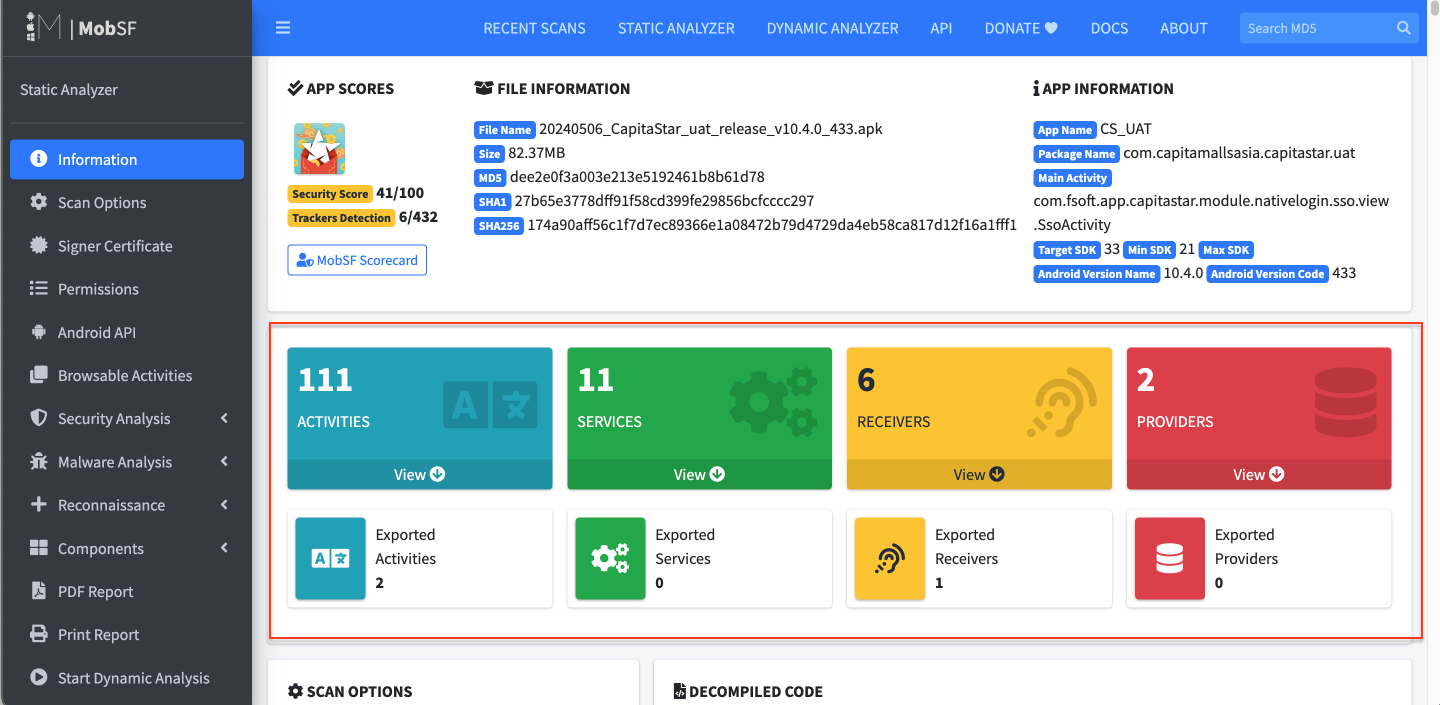 M | MobSF
RECENT SCANS STATIC ANALYZER DYNAMIC ANALYZER API DONATE DOCS ABOUT Search MD5
Static Analyzer
Information
Scan Options
Signer Certificate
Permissions
Android API
Browsable Activities
Security Analysis
Malware Analysis
Reconnaissance
Components
PDF Report
Print Report
Start Dynamic Analysis
APP SCORES
Security Score 41/100
Trackers Detection 6/432
MobSF Scorecard
FILE INFORMATION
File Name 20240506_CapitaStar_uat_release_v10.4.0_433.apk
Size 82.37MB
MD5 dee2e0f3a003e213e5192461b8b61d78
SHA1 27b65e3778dff91f58cd399fe29856bcfcccc297
SHA256 174a90aff56c1f7d7ec89366e1a08472b79d4729da4eb58ca817d12f16a1fff1
APP INFORMATION
App Name CS_UAT
Package Name com.capitamallsasia.capitastar.uat
Main Activity
com.fsoft.app.capitastar.module.nativelogin.sso.view
.SsoActivity
Target SDK 33 Min SDK 21 Max SDK
Android Version Name 10.4.0 Android Version Code 433
111
ACTIVITIES
View
11
SERVICES
View
6
RECEIVERS
View
2
PROVIDERS
View
Exported
Activities
2
Exported
Services
0
Exported
Receivers
1
Exported
Providers
0
SCAN OPTIONS
DECOMPILED CODE